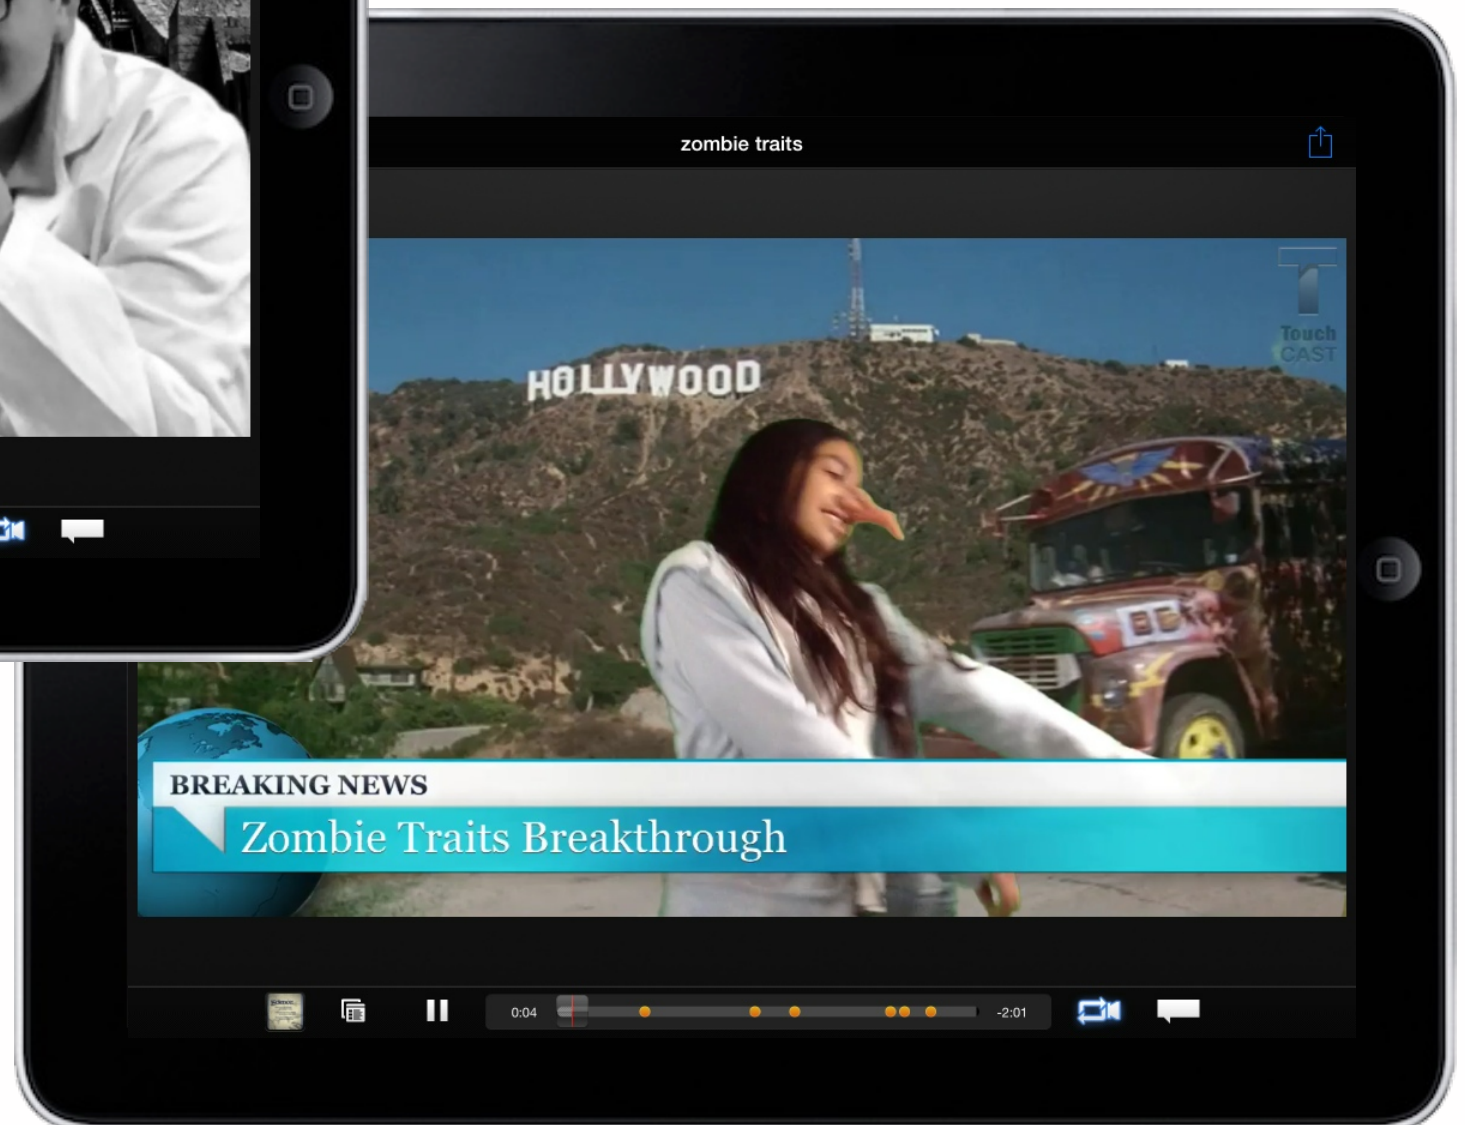 zombie traits
Touch
CAST
HOLLYWOOD
BREAKING NEWS
Zombie Traits Breakthrough
0:04
-2:01